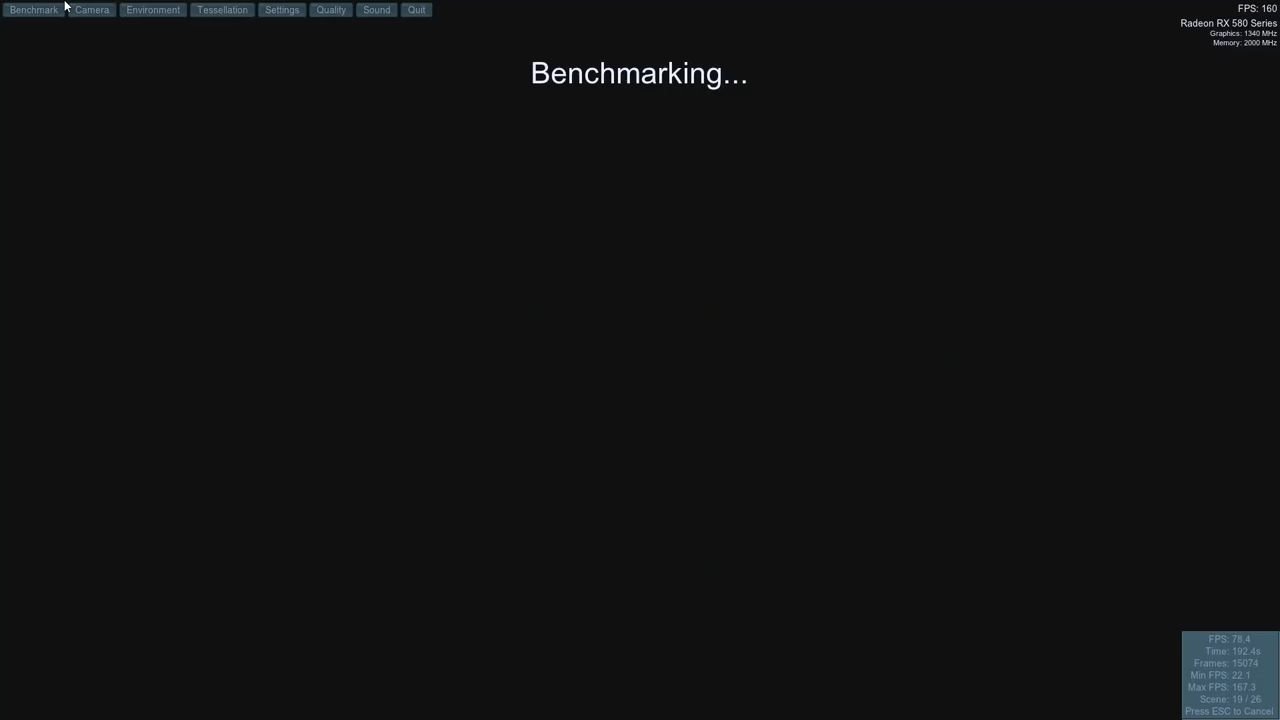 Benchmark Camera Environment Tessellation Settings Quality Sound Quit
FPS: 160
Radeon RX 580 Series
Graphics: 1340 MHz
Memory: 2000 MHz
Benchmarking...
FPS: 78.4
Time: 192.4s
Frames: 15074
Min FPS: 22.1
Max FPS: 167.3
Scene: 19 / 26
Press ESC to Cancel